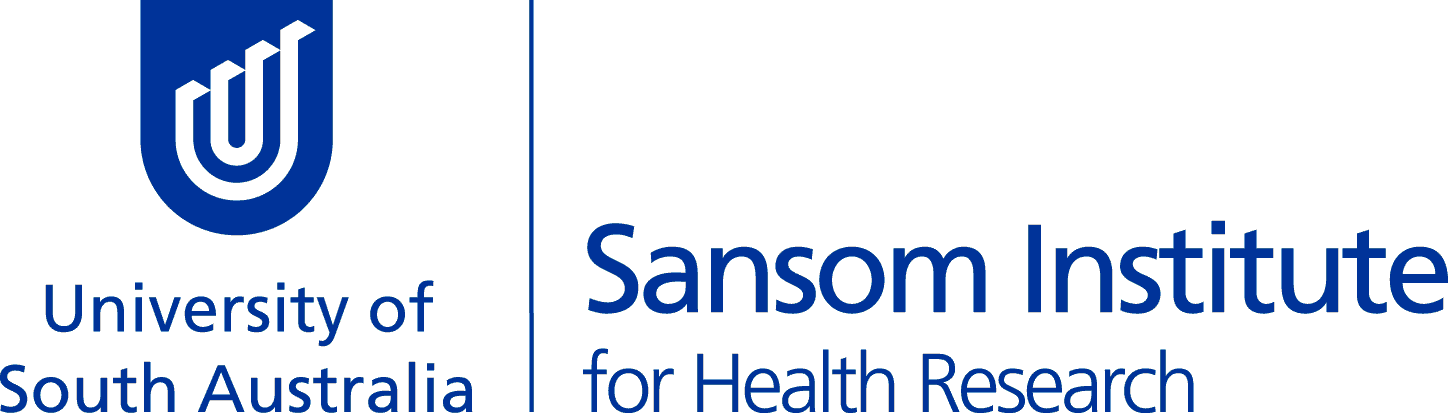 University of
South Australia
Sansom Institute
for Health Research